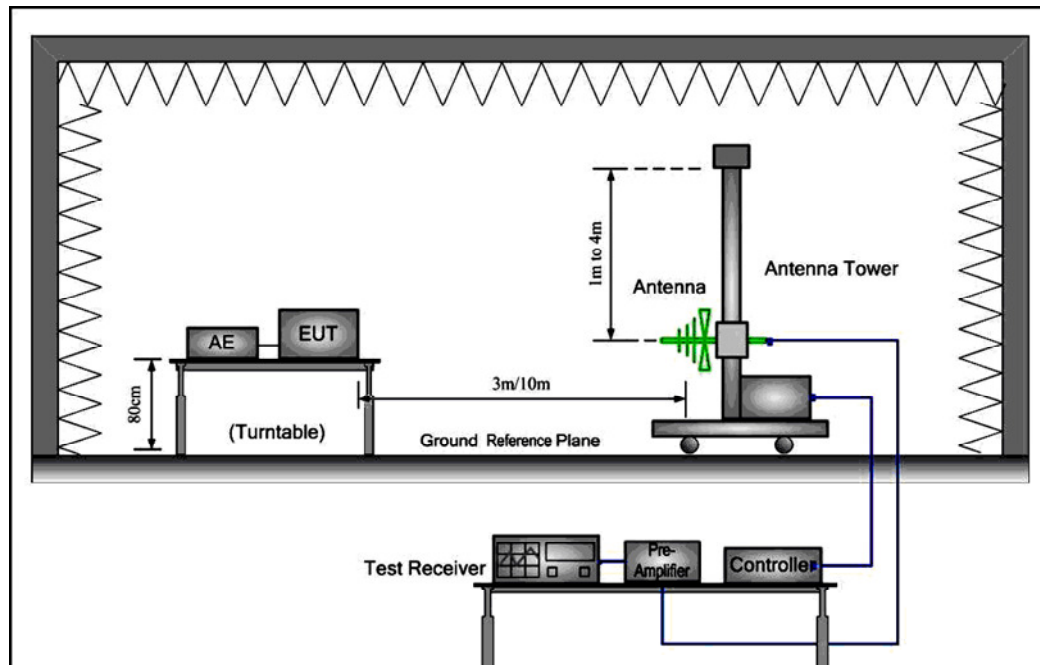 1m to 4m
Antenna Tower
Antenna
AE
EUT
3m/10m
80cm
(Turntable)
Ground Reference Plane
Test Receiver
Pre-
Amplifier
Controller